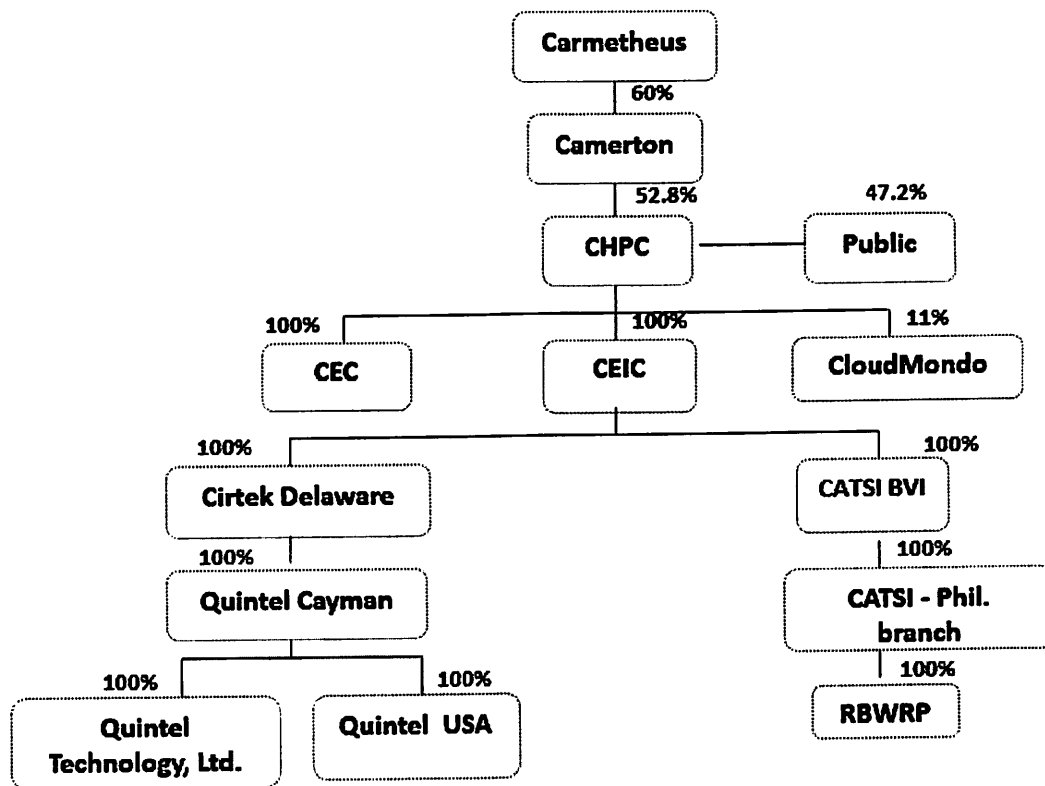 Carmetheus
60%
Camerton
52.8%
47.2%
CHPC
Public
100%
100%
11%
CEC
CEIC
CloudMondo
100%
100%
Cirtek Delaware
CATSI BVI
100%
100%
Quintel Cayman
CATSI - Phil.
branch
100%
100%
100%
Quintel
Technology, Ltd.
Quintel USA
RBWRP